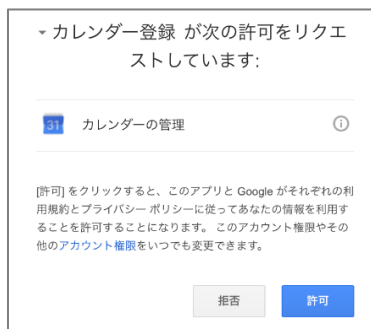 カレンダー登録 が次の許可をリクエ
ストしています:
31 カレンダーの管理
[許可] をクリックすると、このアプリと Google がそれぞれの利
用規約とプライバシー ポリシーに従ってあなたの情報を利用す
ることを許可することになります。 このアカウント権限やその
他のアカウント権限をいつでも変更できます。
拒否 許可